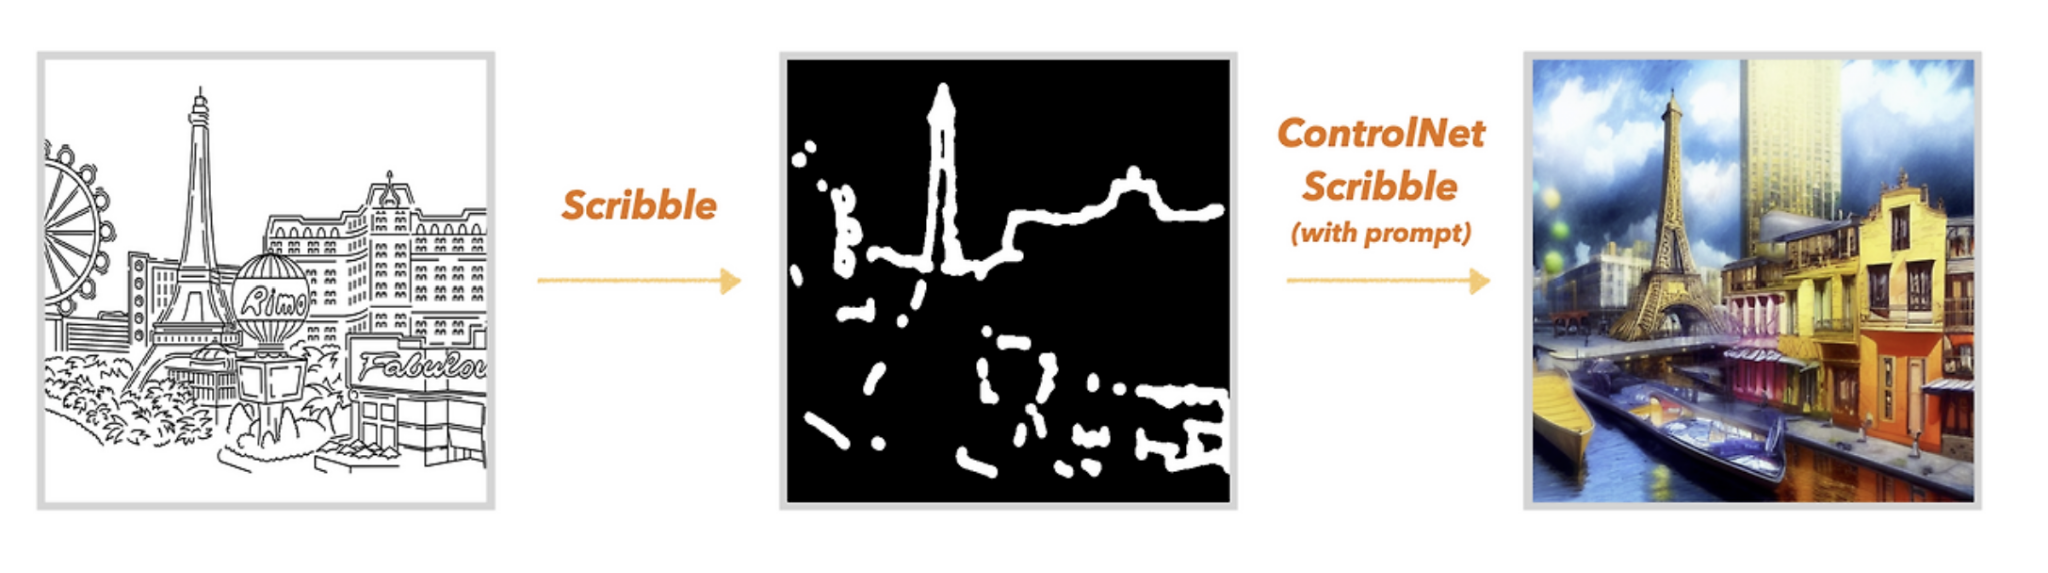 Rimo
Fabulou
Scribble
ControlNet
Scribble
(with prompt)